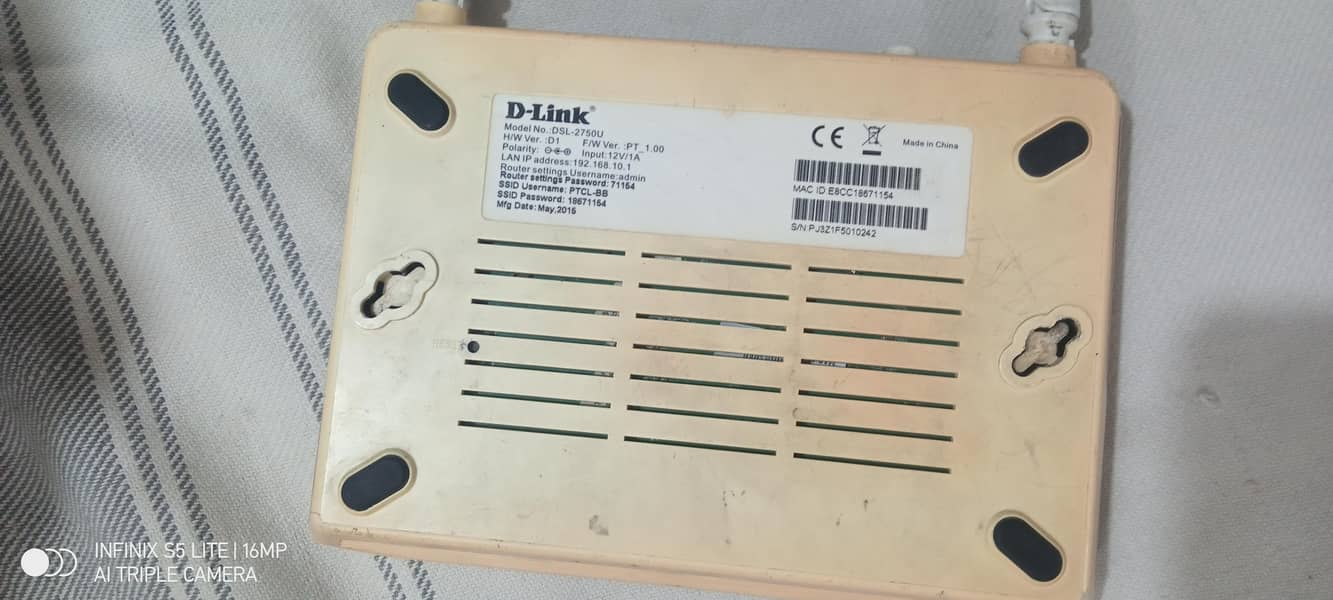 D-Link®
Model No.:DSL-2750U
H/W Ver. :D1 F/W Ver. :PT_1.00
Polarity: Input:12V/1A
LAN IP address:192.168.10.1
Router settings Username:admin
Router settings Password: 71154
SSID Username: PTCL-BB
SSID Password: 18671154
Mfg Date: May,2015
CE
Made in China
MAC ID:E8CC18671154
S/N:PJ3Z1F5010242
RESET
INFINIX S5 LITE | 16MP
AI TRIPLE CAMERA